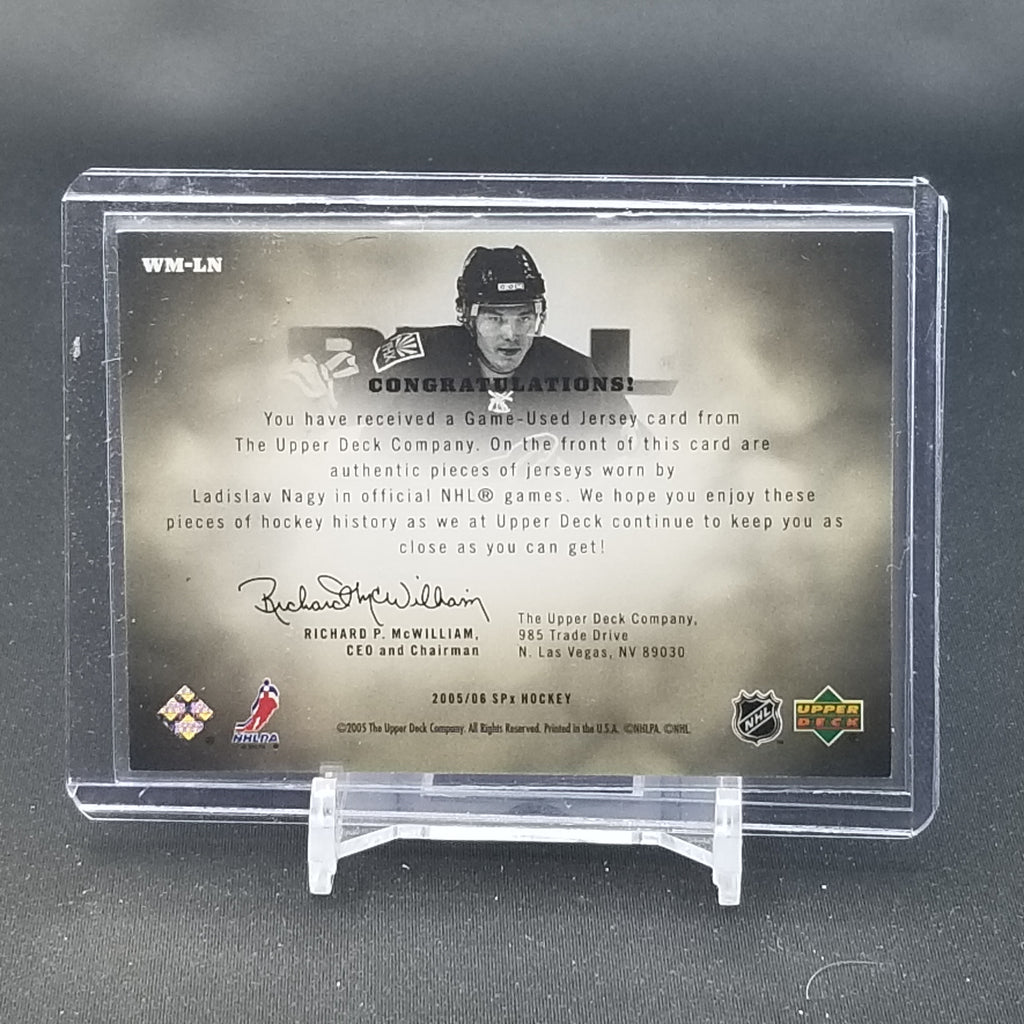 WM-LN
CCM
CONGRATULATIONS!
You have received a Game-Used Jersey card from
The Upper Deck Company. On the front of this card are
authentic pieces of jerseys worn by
Ladislav Nagy in official NHL® games. We hope you enjoy these
pieces of hockey history as we at Upper Deck continue to keep you as
close as you can get!
Richard P. McWilliam
RICHARD P. McWILLIAM,
CEO and Chairman
The Upper Deck Company,
985 Trade Drive
N. Las Vegas, NV 89030
2005/06 SPx HOCKEY
©2005 The Upper Deck Company. All Rights Reserved. Printed in the U.S.A. ©NHLPA. ©NHL.
NHLPA
NHL
UPPER
DECK